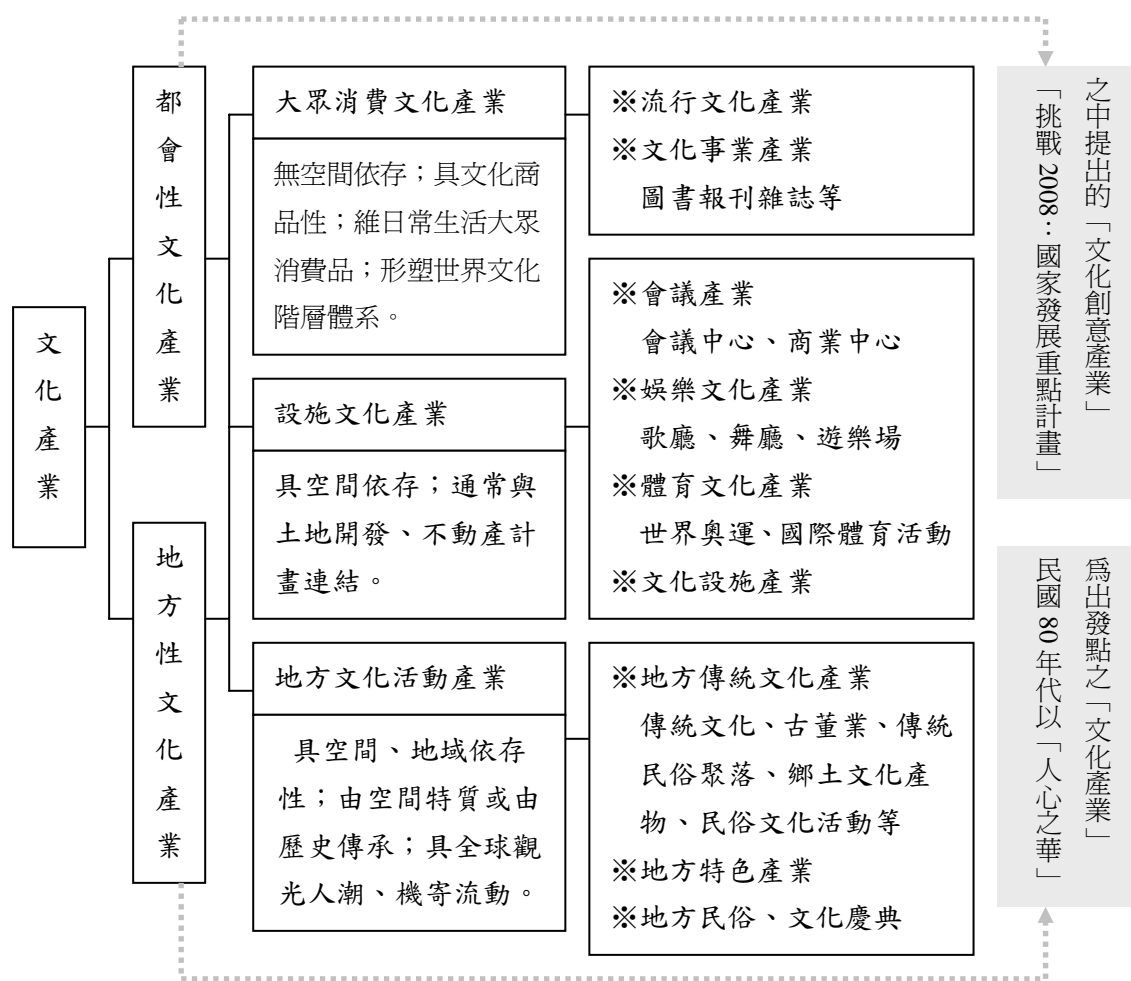 文化產業
都會性文化產業
地方性文化產業
大眾消費文化產業
無空間依存；具文化商
品性；維日常生活大眾
消費品；形塑世界文化
階層體系。
設施文化產業
具空間依存；通常與
土地開發、不動產計
畫連結。
地方文化活動產業
具空間、地域依存
性；由空間特質或由
歷史傳承；具全球觀
光人潮、機寄流動。
※流行文化產業
※文化事業產業
圖書報刊雜誌等
※會議產業
會議中心、商業中心
※娛樂文化產業
歌廳、舞廳、遊樂場
※體育文化產業
世界奧運、國際體育活動
※文化設施產業
※地方傳統文化產業
傳統文化、古董業、傳統
民俗聚落、鄉土文化產
物、民俗文化活動等
※地方特色產業
※地方民俗、文化慶典
「挑戰 2008：國家發展重點計畫」
之中提出的「文化創意產業」
民國 80 年代以「人心之華」
為出發點之「文化產業」